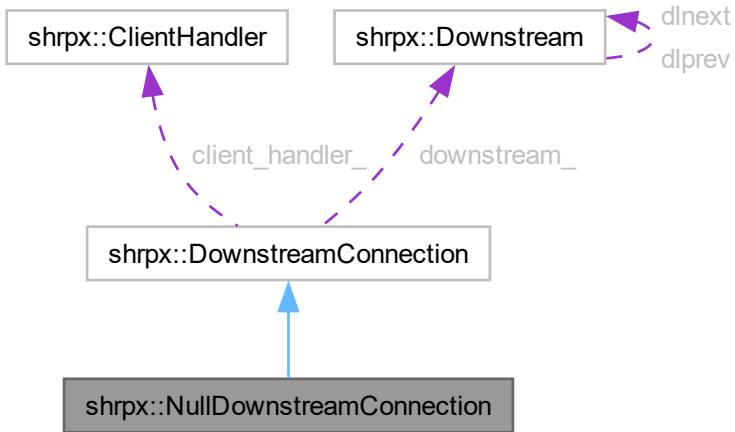 shrpx::ClientHandler
shrpx::Downstream
dlnext
dlprev
client_handler_
downstream_
shrpx::DownstreamConnection
shrpx::NullDownstreamConnection